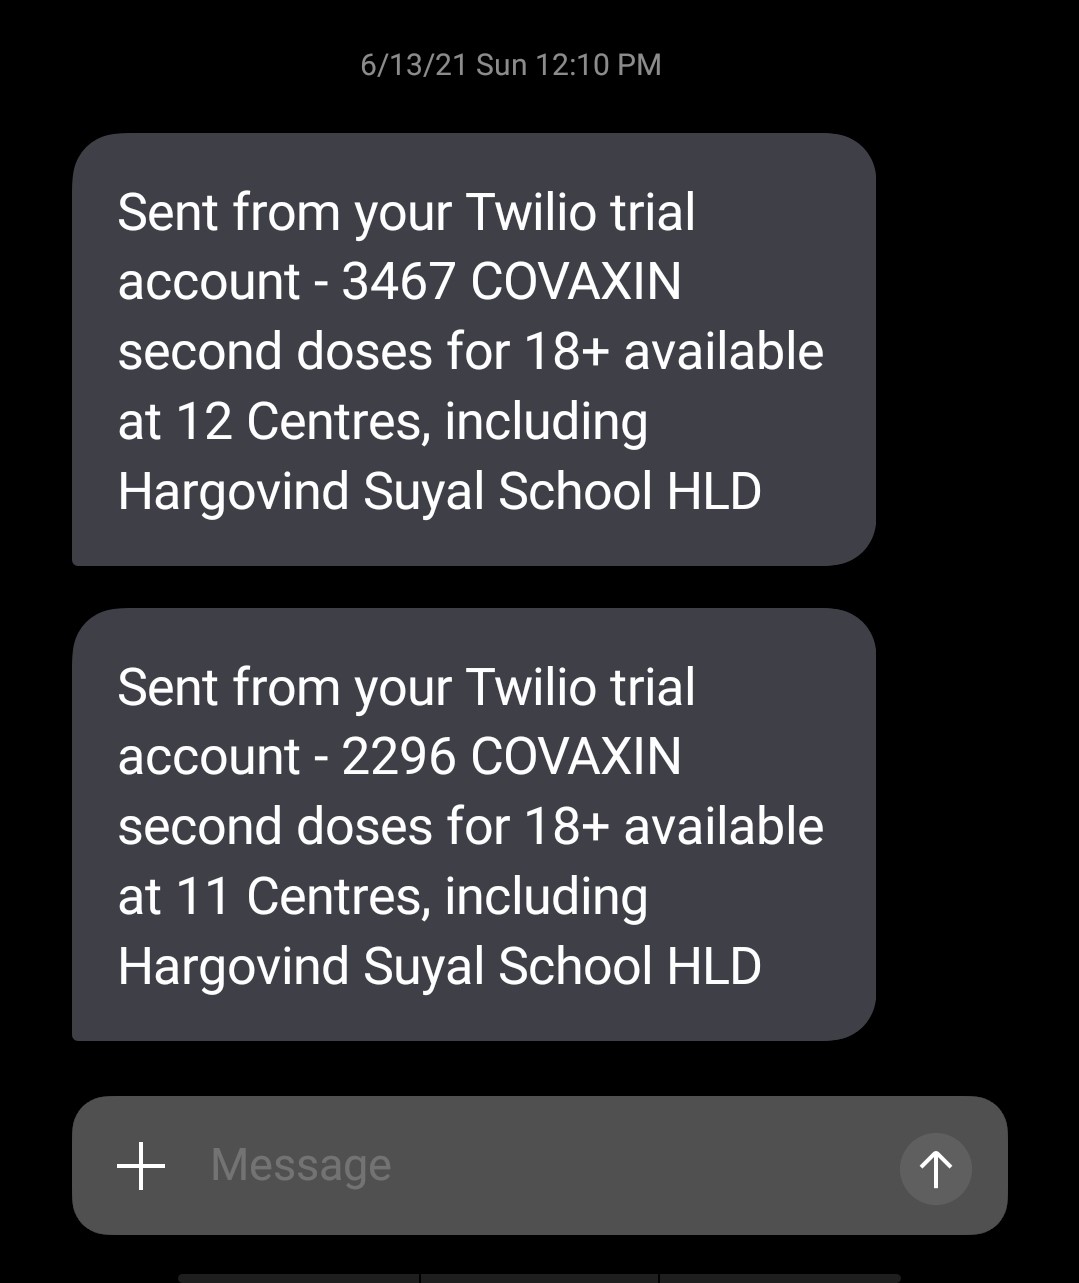 6/13/21 Sun 12:10 PM
Sent from your Twilio trial
account - 3467 COVAXIN
second doses for 18+ available
at 12 Centres, including
Hargovind Suyal School HLD
Sent from your Twilio trial
account - 2296 COVAXIN
second doses for 18+ available
at 11 Centres, including
Hargovind Suyal School HLD
Message